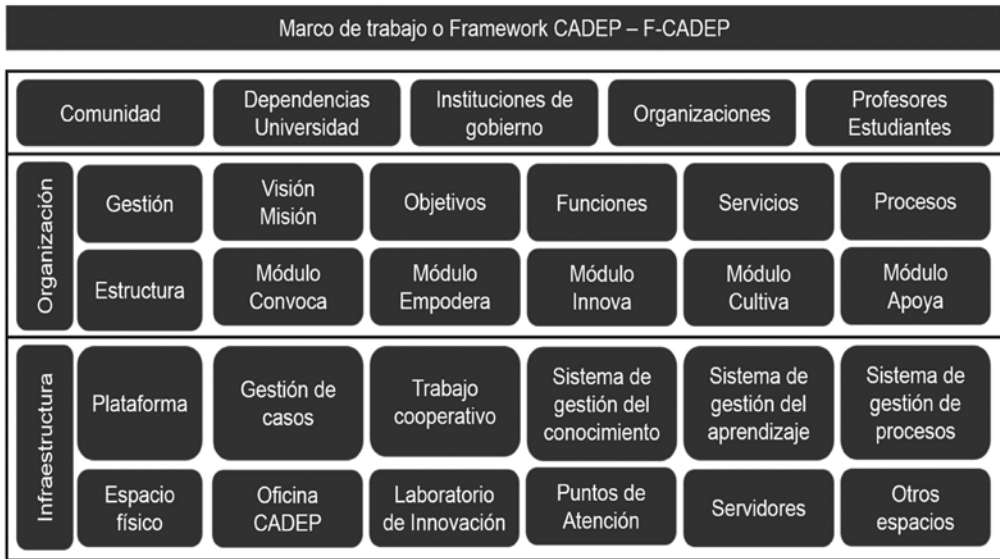 Marco de trabajo o Framework CADEP – F-CADEP
Comunidad
Dependencias
Universidad
Instituciones de
gobierno
Organizaciones
Profesores
Estudiantes
Organización
Gestión
Visión
Misión
Objetivos
Funciones
Servicios
Procesos
Estructura
Módulo
Convoca
Módulo
Empodera
Módulo
Innova
Módulo
Cultiva
Módulo
Apoya
Infraestructura
Plataforma
Gestión de
casos
Trabajo
cooperativo
Sistema de
gestión del
conocimiento
Sistema de
gestión del
aprendizaje
Sistema de
gestión de
procesos
Espacio
físico
Oficina
CADEP
Laboratorio
de Innovación
Puntos de
Atención
Servidores
Otros
espacios